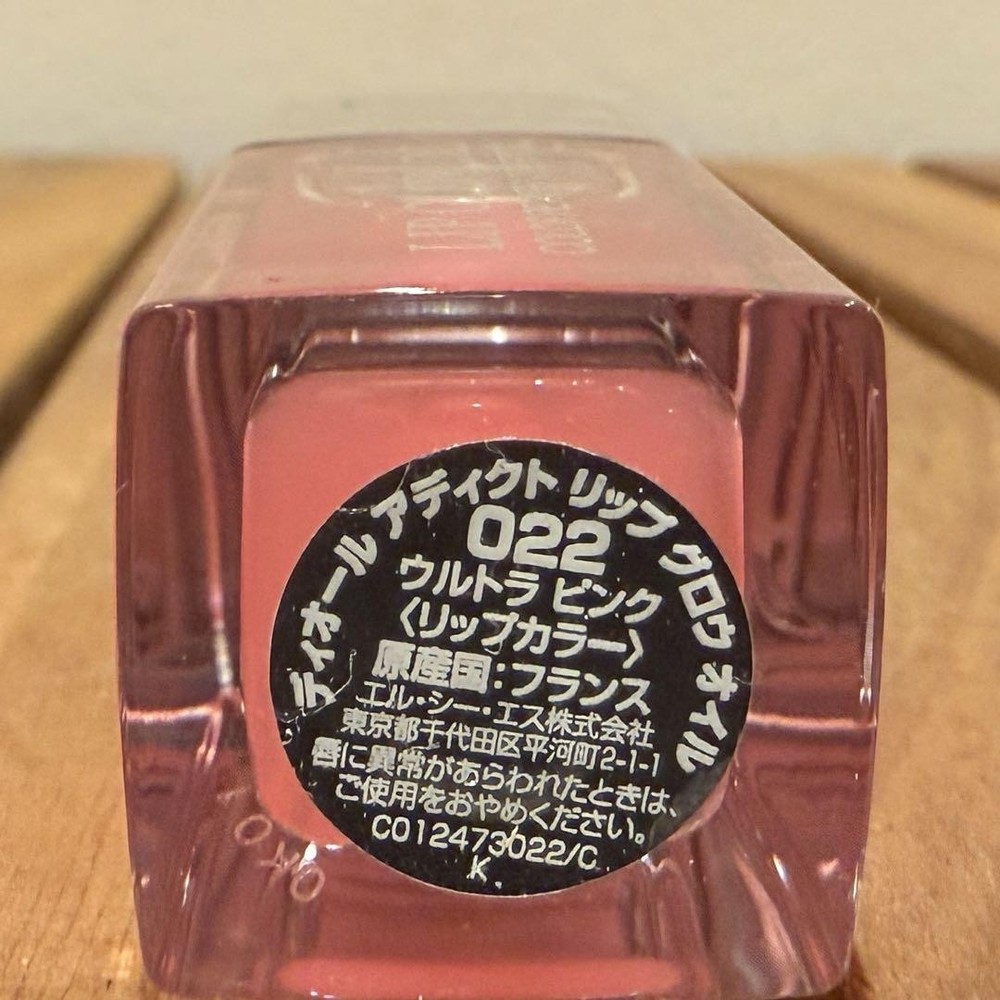 ディオール アディクト リップ グロウ オイル
022
ウルトラ ピンク
〈リップカラー〉
原産国：フランス
エル・シー・エス株式会社
東京都千代田区平河町2-1-1
唇に異常があらわれたときは、
ご使用をおやめください。
C012473022/C
K.